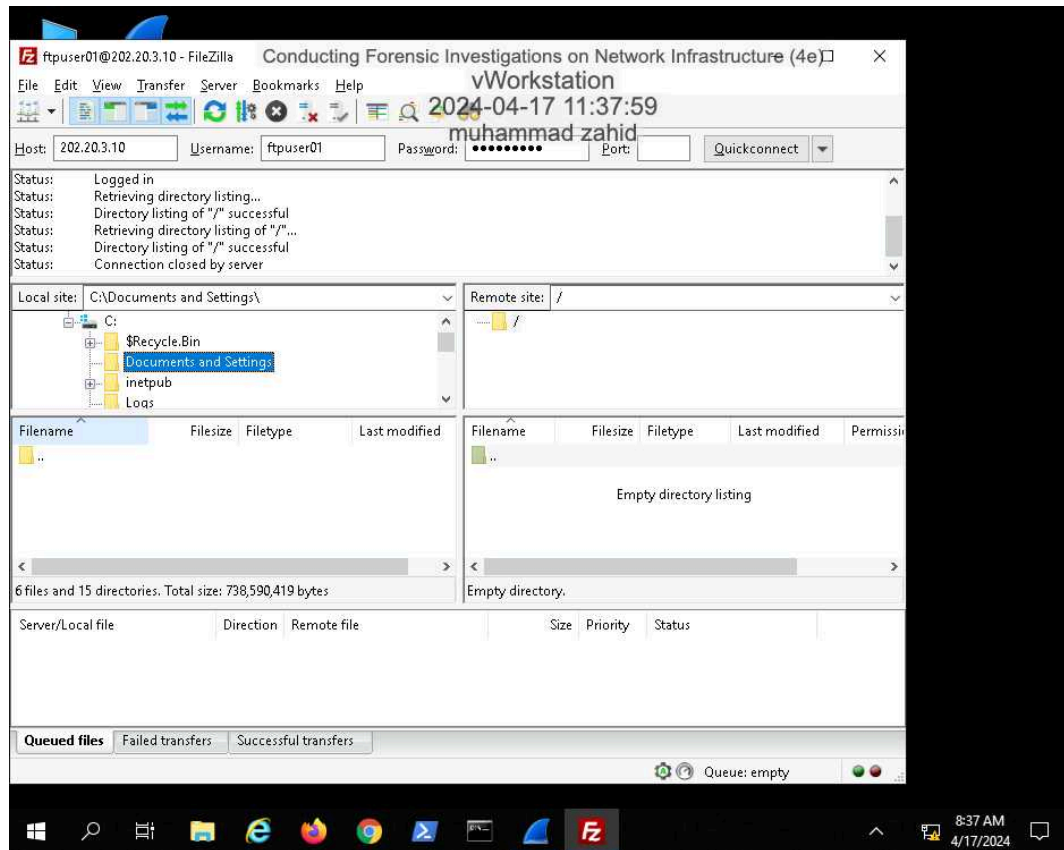 ftpuser01@202.20.3.10 - FileZilla
Conducting Forensic Investigations on Network Infrastructure (4e)
vWorkstation
File Edit View Transfer Server Bookmarks Help
2024-04-17 11:37:59
muhammad zahid
Host: 202.20.3.10 Username: ftpuser01 Password: ●●●●●●●●● Port: Quickconnect
Status: Logged in
Status: Retrieving directory listing...
Status: Directory listing of "/" successful
Status: Retrieving directory listing of "/"...
Status: Directory listing of "/" successful
Status: Connection closed by server
Local site: C:\Documents and Settings\
C:
$Recycle.Bin
Documents and Settings
inetpub
Logs
Remote site: /
/
Filename Filesize Filetype Last modified
..
6 files and 15 directories. Total size: 738,590,419 bytes
Filename Filesize Filetype Last modified Permissi
..
Empty directory listing
Empty directory.
Server/Local file Direction Remote file Size Priority Status
Queued files Failed transfers Successful transfers
Queue: empty
8:37 AM
4/17/2024